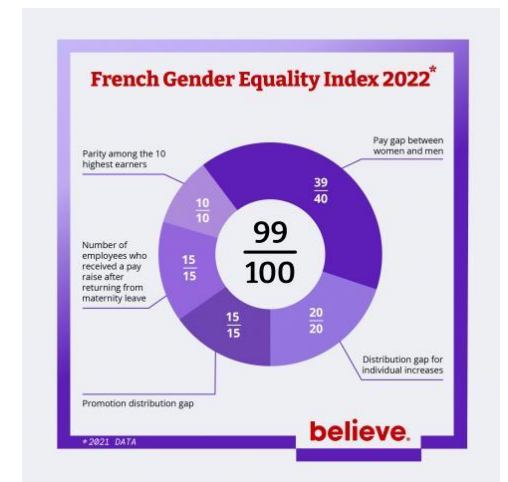 French Gender Equality Index 2022*
Parity among the 10
highest earners
Pay gap between
women and men
39
40
10
10
99
100
Number of
employees who
received a pay
raise after
returning from
maternity leave
15
15
15
15
20
20
Distribution gap for
individual increases
Promotion distribution gap
believe.
*2021 DATA